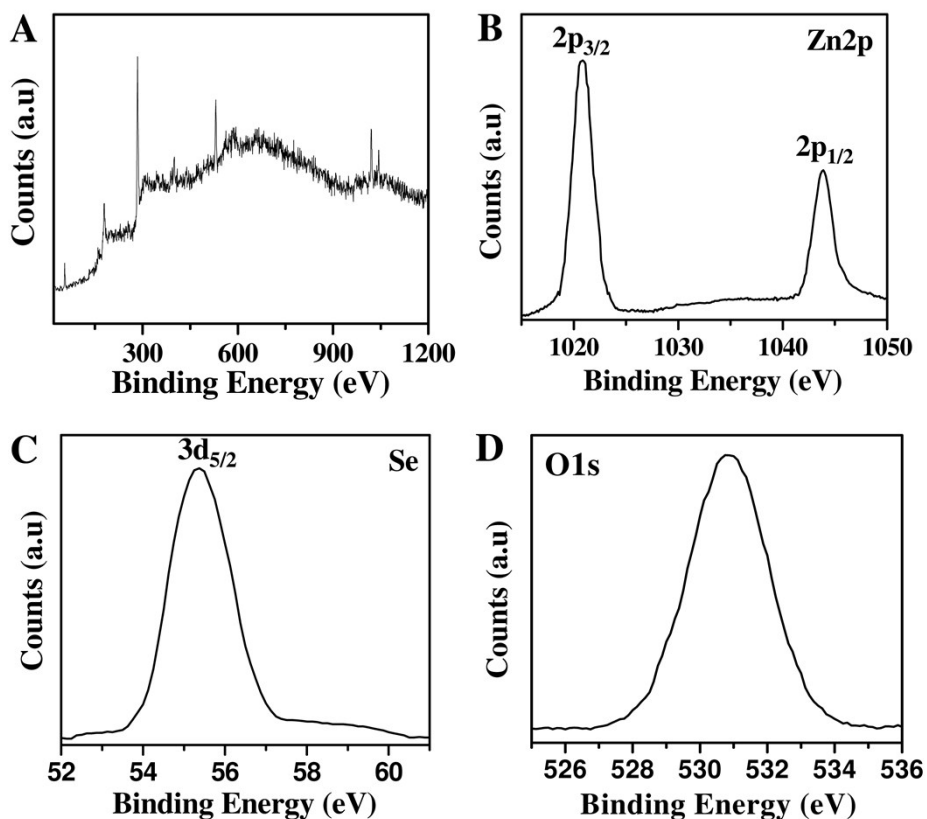 A
Counts (a.u)
300 600 900 1200
Binding Energy (eV)
B
2p3/2
Zn2p
2p1/2
Counts (a.u)
1020 1030 1040 1050
Binding Energy (eV)
C
3d5/2
Se
Counts (a.u)
52 54 56 58 60
Binding Energy (eV)
D
O1s
Counts (a.u)
526 528 530 532 534 536
Binding Energy (eV)